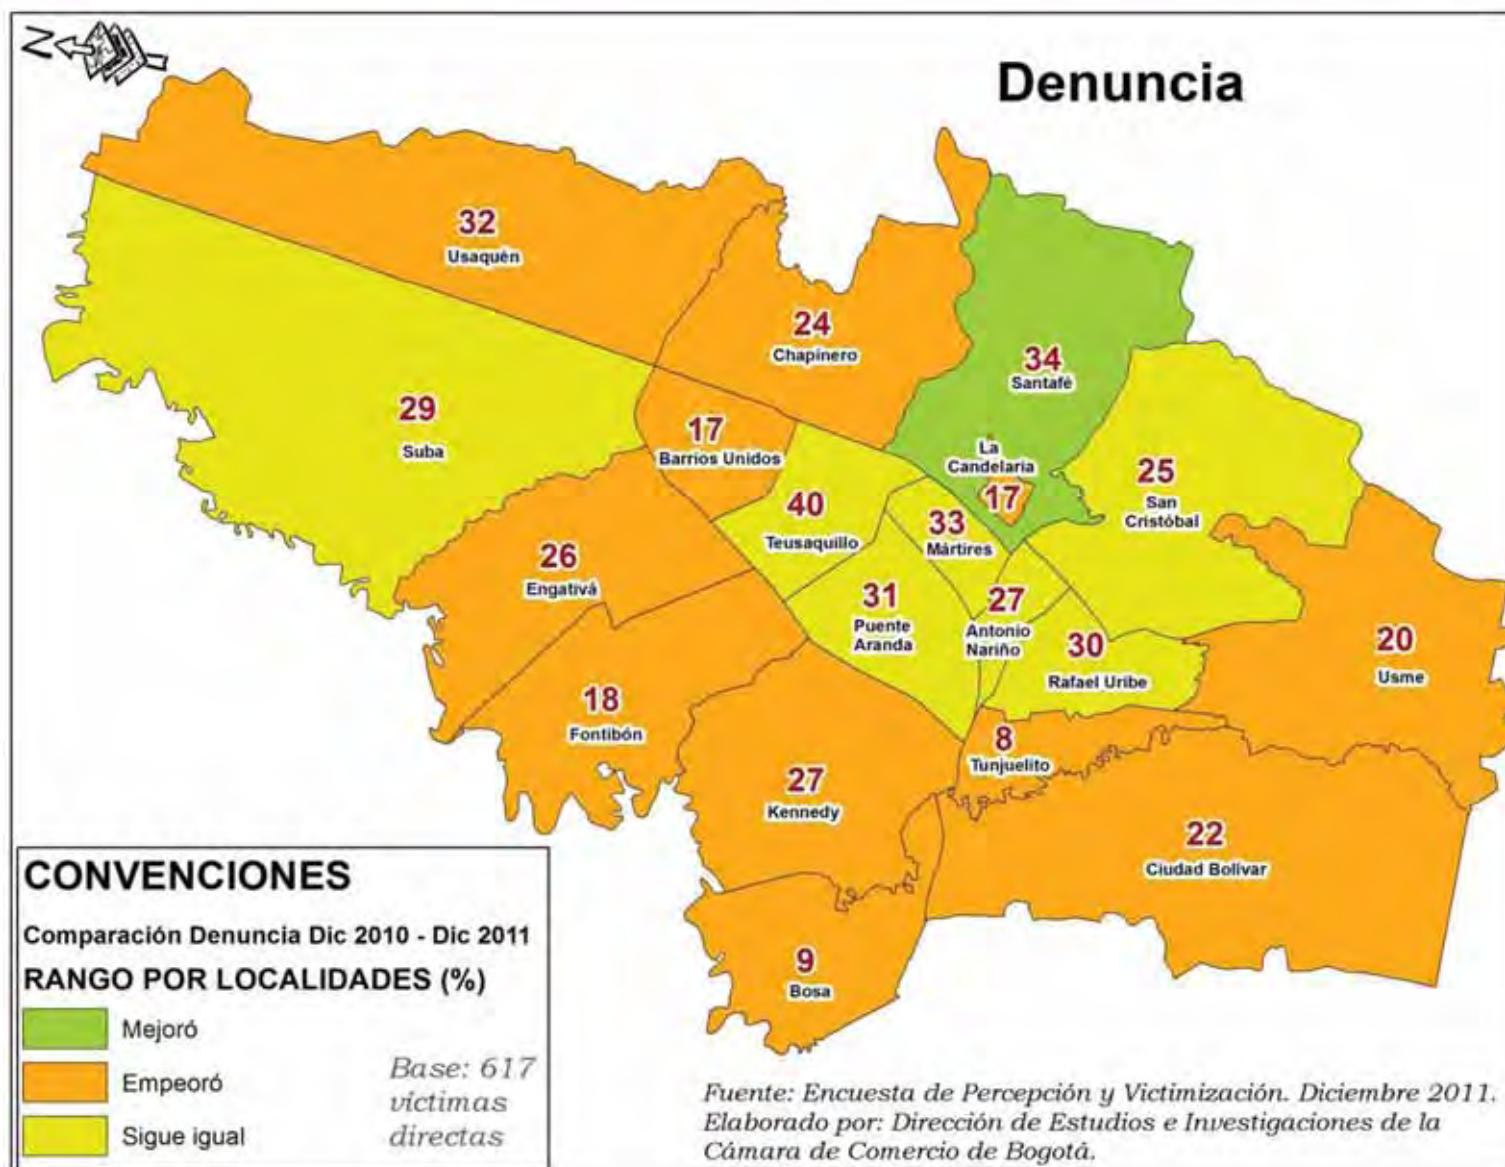 N
Denuncia
32
Usaquén
24
Chapinero
34
Santafé
29
Suba
17
Barrios Unidos
La
Candelaria
17
25
San
Cristóbal
40
Teusaquillo
33
Mártires
26
Engativá
31
Puente
Aranda
27
Antonio
Nariño
30
Rafael Uribe
20
Usme
18
Fontibón
8
Tunjuelito
27
Kennedy
22
Ciudad Bolívar
9
Bosa
CONVENCIONES
Comparación Denuncia Dic 2010 - Dic 2011
RANGO POR LOCALIDADES (%)
Mejoró
Empeoró
Sigue igual
Base: 617
víctimas
directas
Fuente: Encuesta de Percepción y Victimización. Diciembre 2011.
Elaborado por: Dirección de Estudios e Investigaciones de la
Cámara de Comercio de Bogotá.